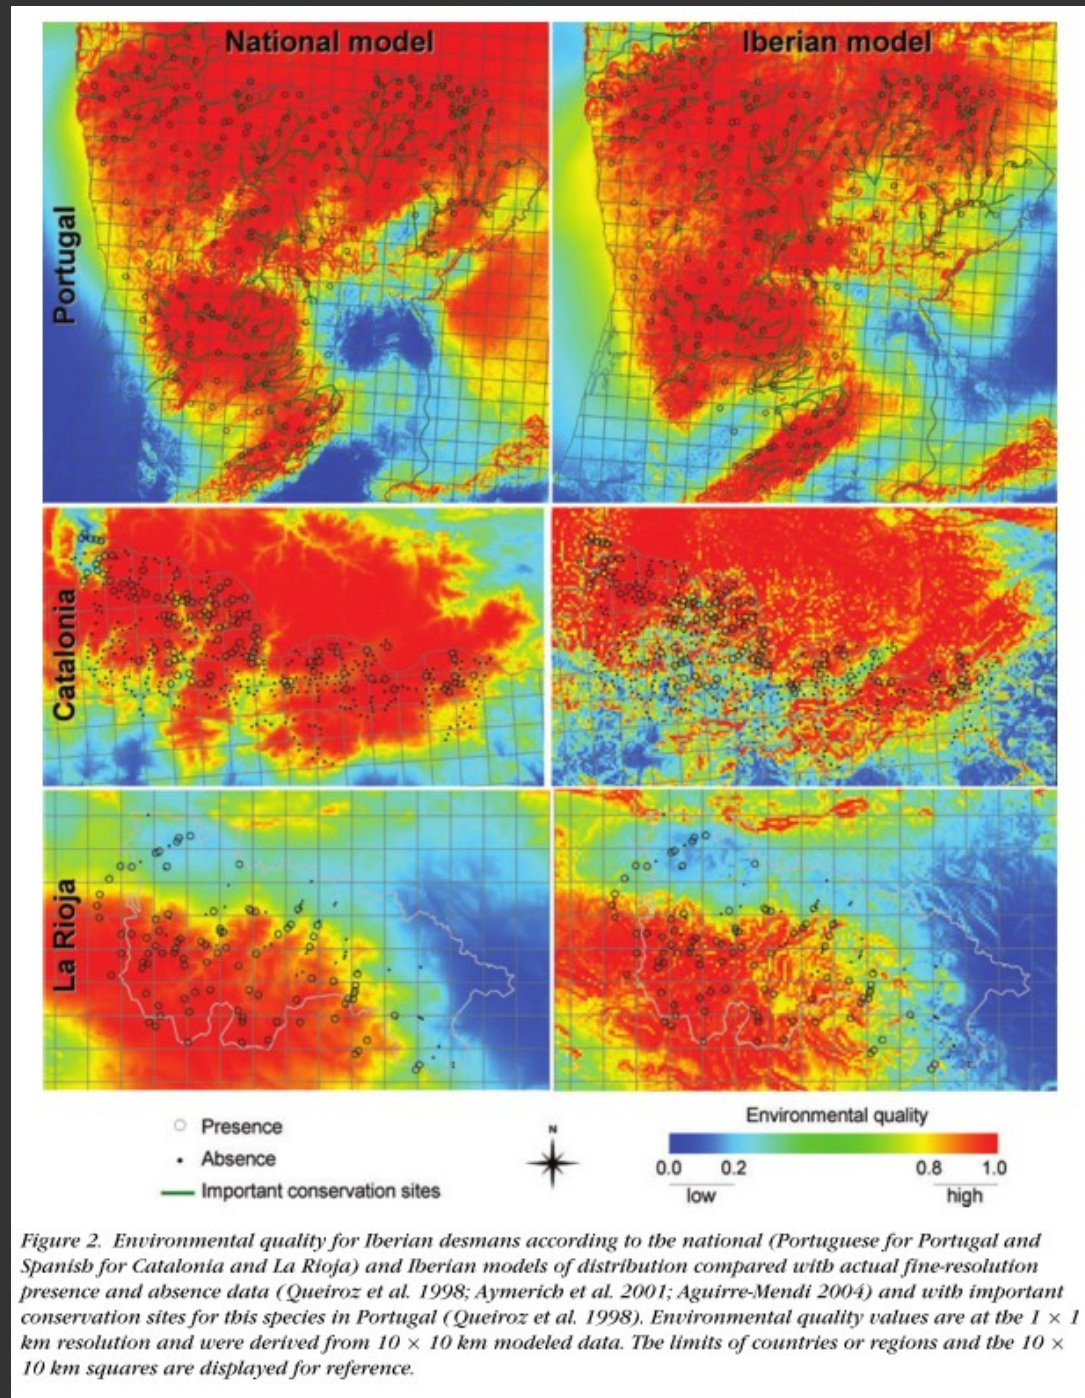 National model
Iberian model
Portugal
Catalonia
La Rioja
Presence
Absence
Important conservation sites
N
Environmental quality
0.0 0.2 0.8 1.0
low high
Figure 2. Environmental quality for Iberian desmans according to the national (Portuguese for Portugal and
Spanish for Catalonia and La Rioja) and Iberian models of distribution compared with actual fine-resolution
presence and absence data (Queiroz et al. 1998; Aymerich et al. 2001; Aguirre-Mendi 2004) and with important
conservation sites for this species in Portugal (Queiroz et al. 1998). Environmental quality values are at the 1 × 1
km resolution and were derived from 10 × 10 km modeled data. The limits of countries or regions and the 10 ×
10 km squares are displayed for reference.